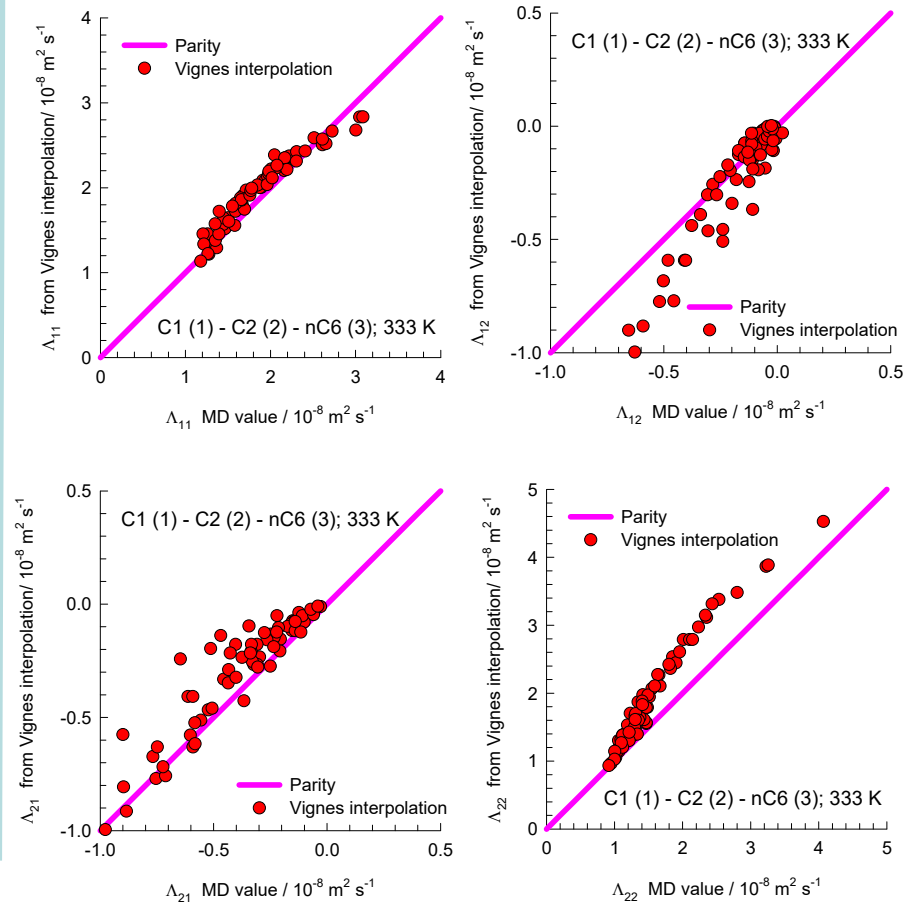 4
3
2
1
0
Λ11 from Vignes interpolation/ 10-8 m2 s-1
Parity
Vignes interpolation
C1 (1) - C2 (2) - nC6 (3); 333 K
0 1 2 3 4
Λ11 MD value / 10-8 m2 s-1
0.5
0.0
-0.5
-1.0
Λ12 from Vignes interpolation/ 10-8 m2 s-1
C1 (1) - C2 (2) - nC6 (3); 333 K
Parity
Vignes interpolation
-1.0 -0.5 0.0 0.5
Λ12 MD value / 10-8 m2 s-1
0.5
0.0
-0.5
-1.0
Λ21 from Vignes interpolation/ 10-8 m2 s-1
C1 (1) - C2 (2) - nC6 (3); 333 K
Parity
Vignes interpolation
-1.0 -0.5 0.0 0.5
Λ21 MD value / 10-8 m2 s-1
5
4
3
2
1
0
Λ22 from Vignes interpolation/ 10-8 m2 s-1
Parity
Vignes interpolation
C1 (1) - C2 (2) - nC6 (3); 333 K
0 1 2 3 4 5
Λ22 MD value / 10-8 m2 s-1